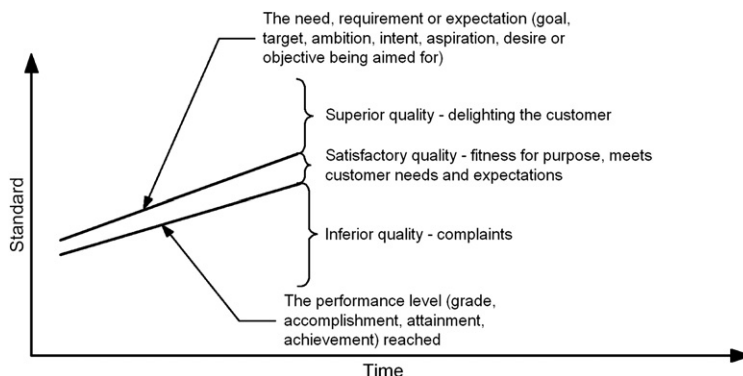 The need, requirement or expectation (goal,
target, ambition, intent, aspiration, desire or
objective being aimed for)
Superior quality - delighting the customer
Satisfactory quality - fitness for purpose, meets
customer needs and expectations
Standard
Inferior quality - complaints
The performance level (grade,
accomplishment, attainment,
achievement) reached
Time